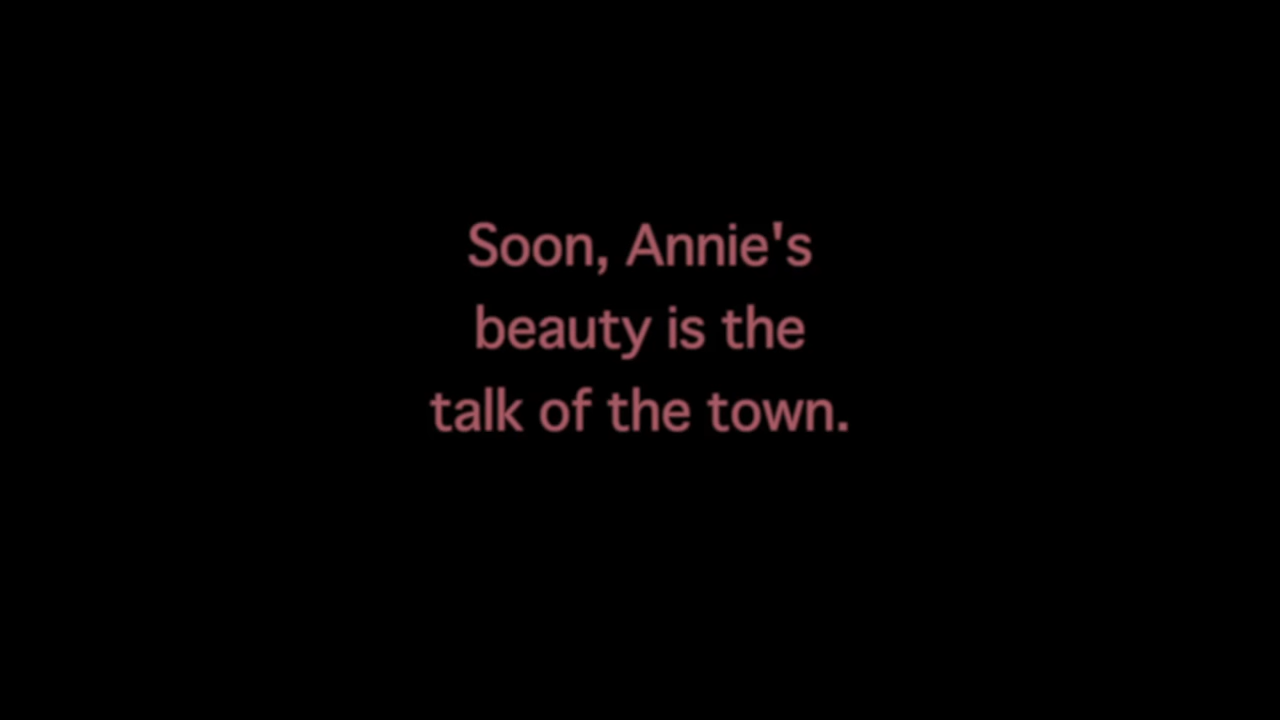 Soon, Annie's
beauty is the
talk of the town.